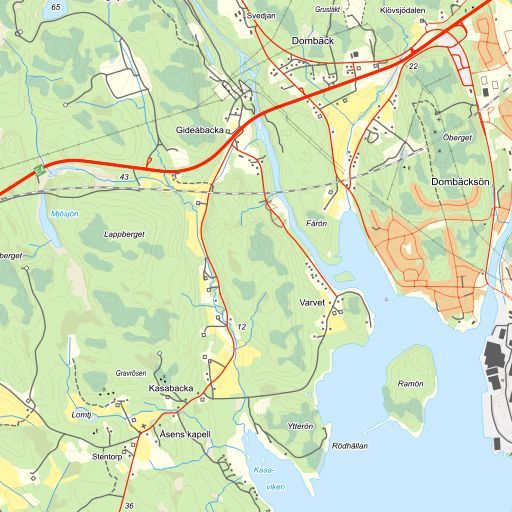 65
Svedjan
Grustäkt
Klövsjödalen
Dombäck
22
Gideåbacka
Öberget
43
Dombäcksön
Mjösjön
Lappberget
Fårön
berget
Varvet
12
Gravrösen
Kasabacka
Ramön
Lomtj
Åsens kapell
Ytterön
Rödhällan
Stentorp
Kasa-
viken
36